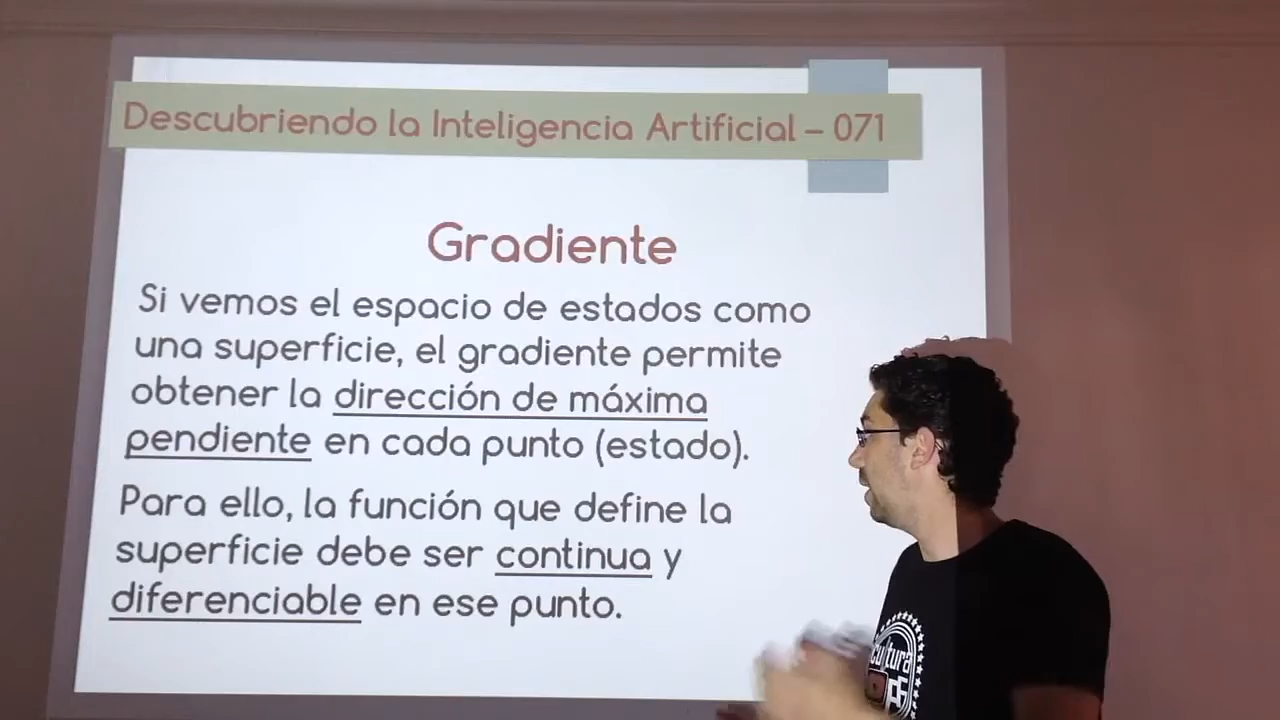 Descubriendo la Inteligencia Artificial – 071
Gradiente
Si vemos el espacio de estados como
una superficie, el gradiente permite
obtener la dirección de máxima
pendiente en cada punto (estado).
Para ello, la función que define la
superficie debe ser continua y
diferenciable en ese punto.
cultura